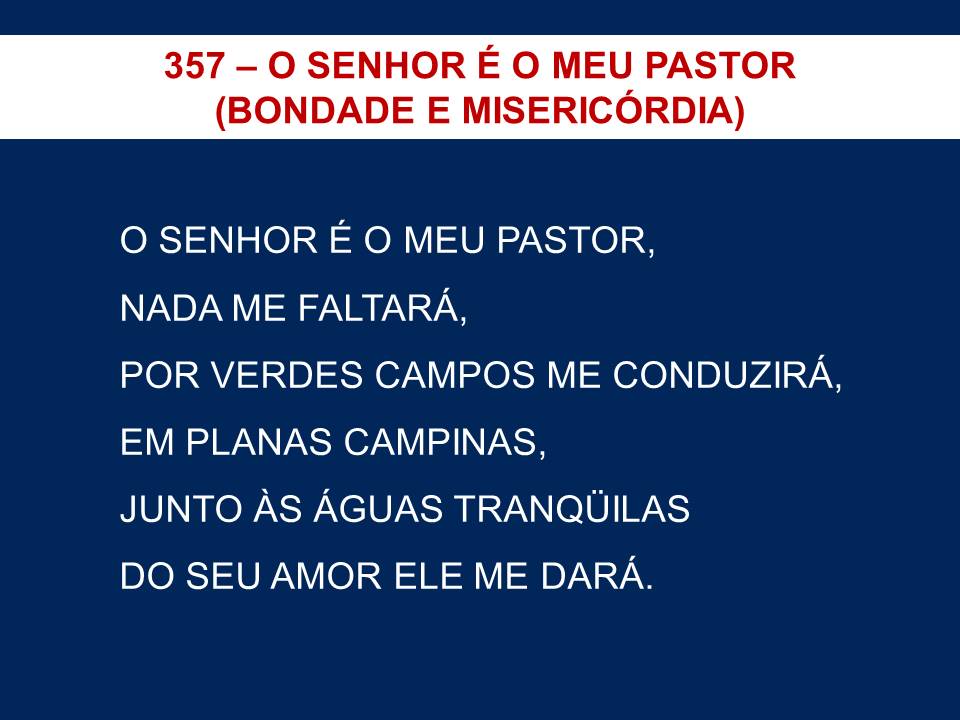 357 – O SENHOR É O MEU PASTOR
(BONDADE E MISERICÓRDIA)
O SENHOR É O MEU PASTOR,
NADA ME FALTARÁ,
POR VERDES CAMPOS ME CONDUZIRÁ,
EM PLANAS CAMPINAS,
JUNTO ÀS ÁGUAS TRANQÜILAS
DO SEU AMOR ELE ME DARÁ.